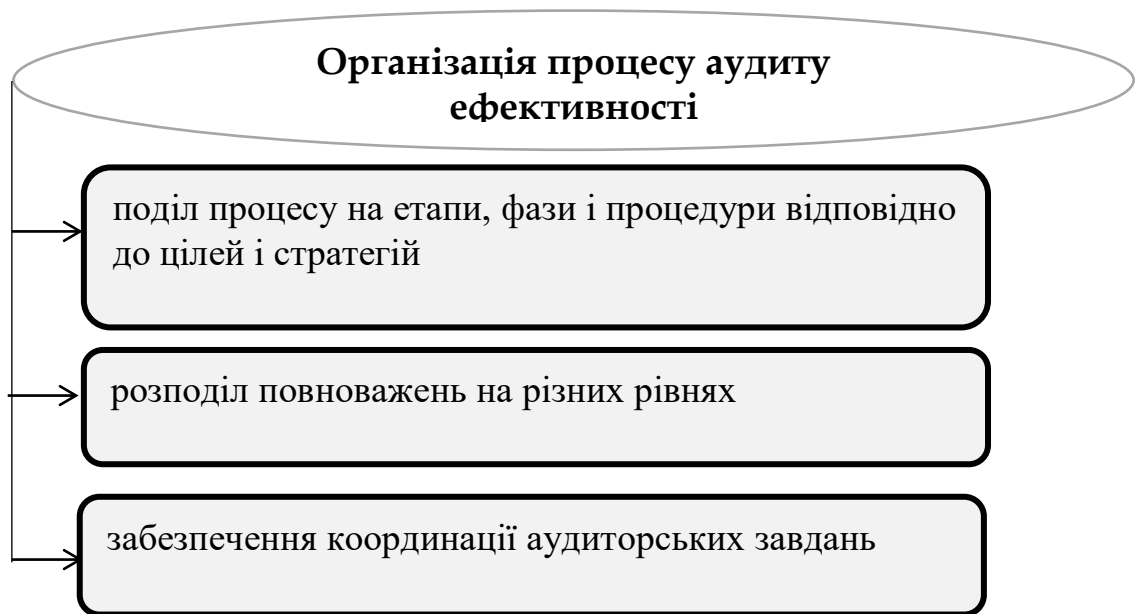 Організація процесу аудиту
ефективності
поділ процесу на етапи, фази і процедури відповідно
до цілей і стратегій
розподіл повноважень на різних рівнях
забезпечення координації аудиторських завдань